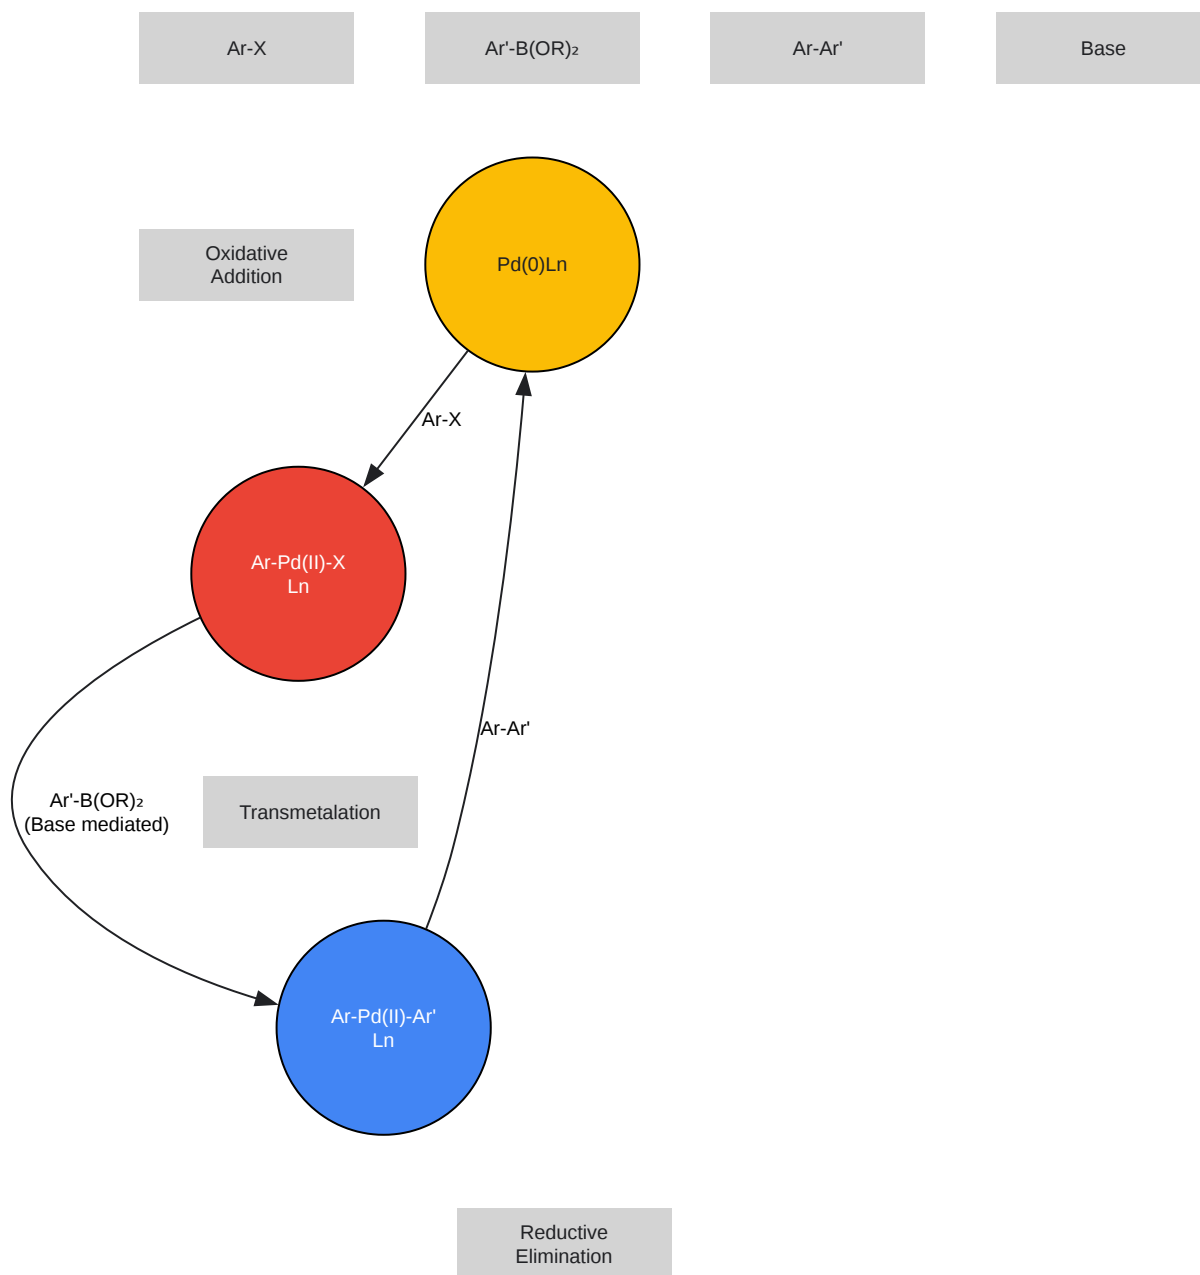 Ar-X
Ar'-B(OR)₂
Ar-Ar'
Base
Oxidative
Addition
Pd(0)Ln
Ar-X
Ar-Pd(II)-X
Ln
Ar-Ar'
Ar'-B(OR)₂
(Base mediated)
Transmetalation
Ar-Pd(II)-Ar'
Ln
Reductive
Elimination